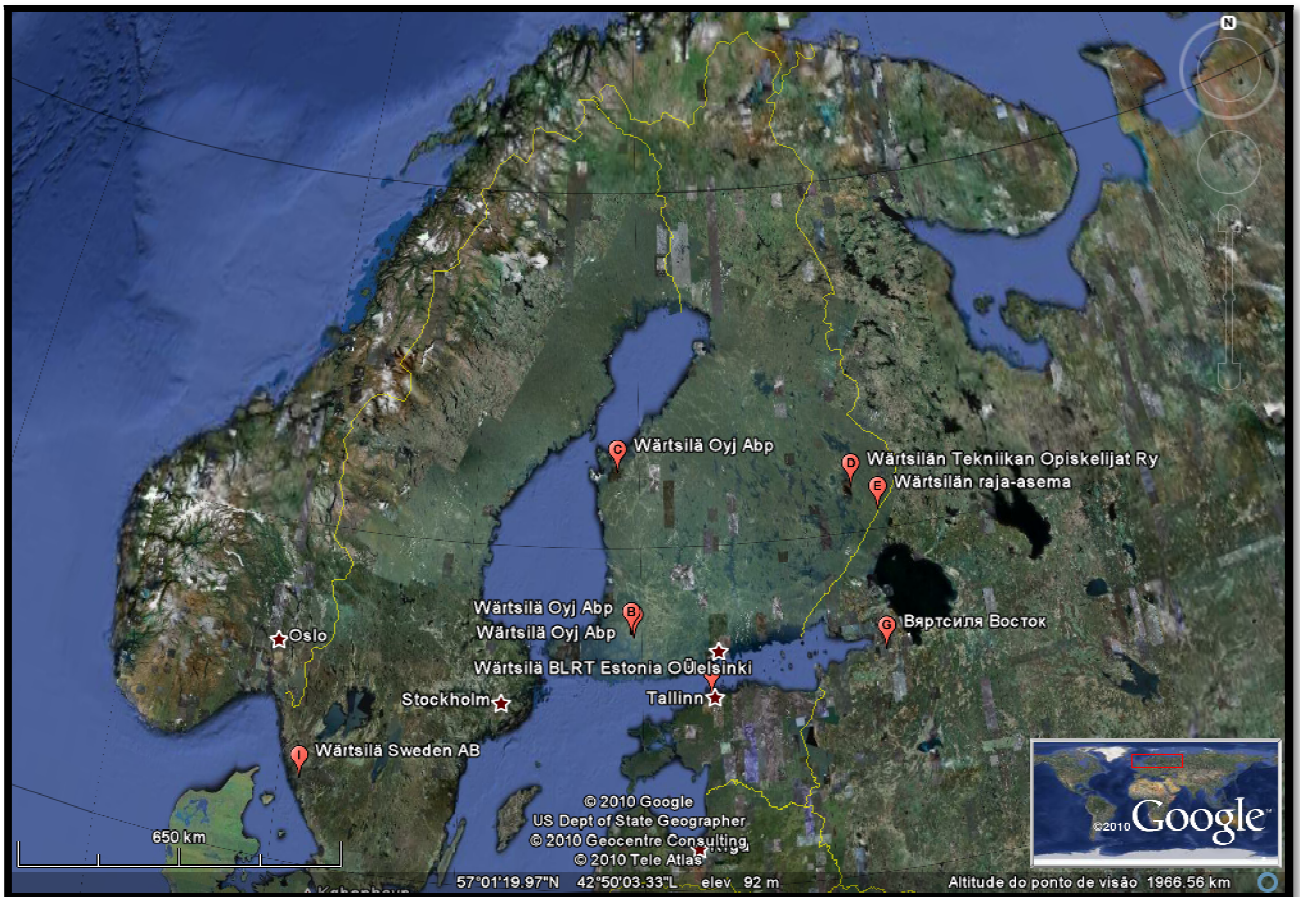 N
C Wärtsilä Oyj Abp
D Wärtsilän Tekniikan Opiskelijat Ry
E Wärtsilän raja-asema
Wärtsilä Oyj Abp B
G Вяртсиля Восток
Wärtsilä Oyj Abp
Oslo
Wärtsilä BLRT Estonia OÜelsinki
Stockholm
Tallinn
I Wärtsilä Sweden AB
© 2010 Google
US Dept of State Geographer
© 2010 Geocentre Consulting
© 2010 Tele Atlas
650 km
©2010 Google™
57°01'19.97"N 42°50'03.33"L elev 92 m
Altitude do ponto de visão 1966.56 km